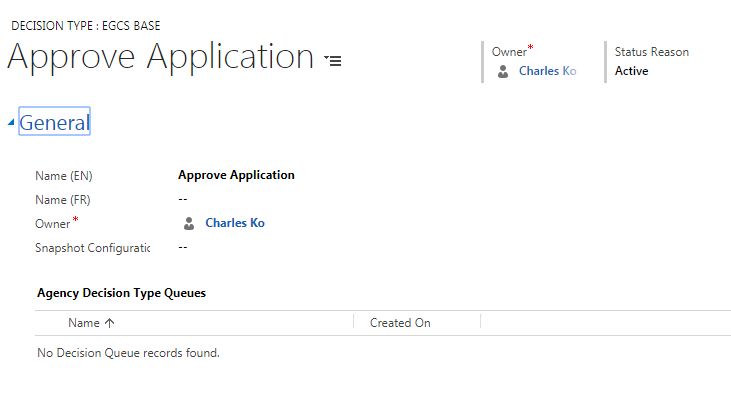 DECISION TYPE : EGCS BASE
Approve Application
Owner*
Status Reason
Charles Ko
Active
General
Name (EN) Approve Application
Name (FR) --
Owner* Charles Ko
Snapshot Configuratio --
Agency Decision Type Queues
Name ↑ Created On
No Decision Queue records found.